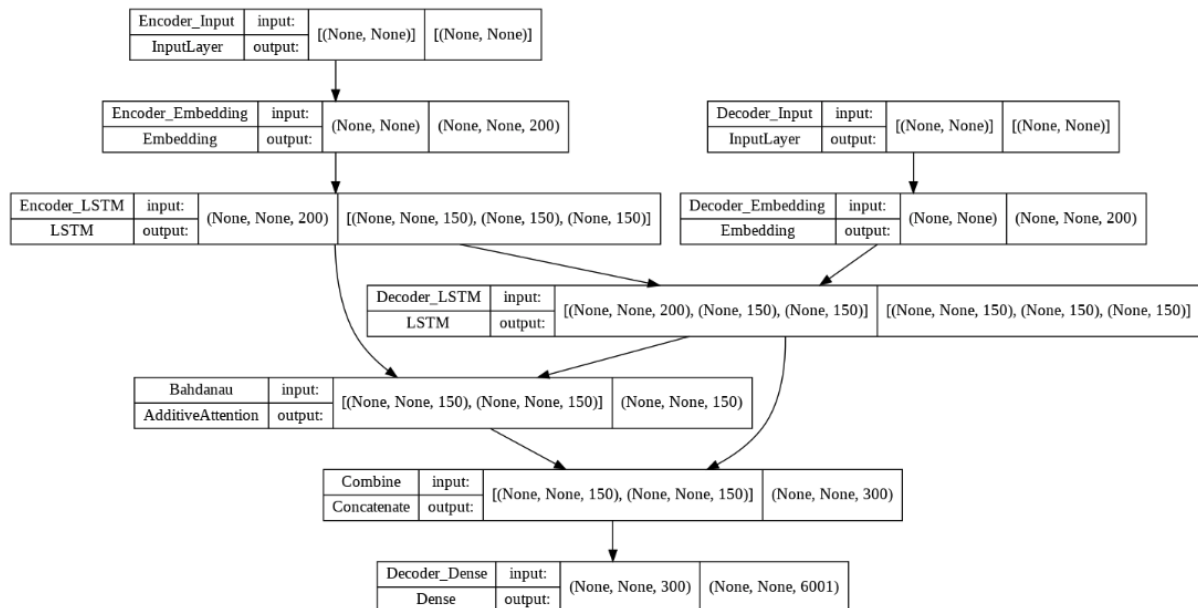 Encoder_Input input: [(None, None)] [(None, None)]
InputLayer output:
Encoder_Embedding input: (None, None) (None, None, 200)
Embedding output:
Decoder_Input input: [(None, None)] [(None, None)]
InputLayer output:
Encoder_LSTM input: (None, None, 200) [(None, None, 150), (None, 150), (None, 150)]
LSTM output:
Decoder_Embedding input: (None, None) (None, None, 200)
Embedding output:
Decoder_LSTM input: [(None, None, 200), (None, 150), (None, 150)] [(None, None, 150), (None, 150), (None, 150)]
LSTM output:
Bahdanau input: [(None, None, 150), (None, None, 150)] (None, None, 150)
AdditiveAttention output:
Combine input: [(None, None, 150), (None, None, 150)] (None, None, 300)
Concatenate output:
Decoder_Dense input: (None, None, 300) (None, None, 6001)
Dense output: